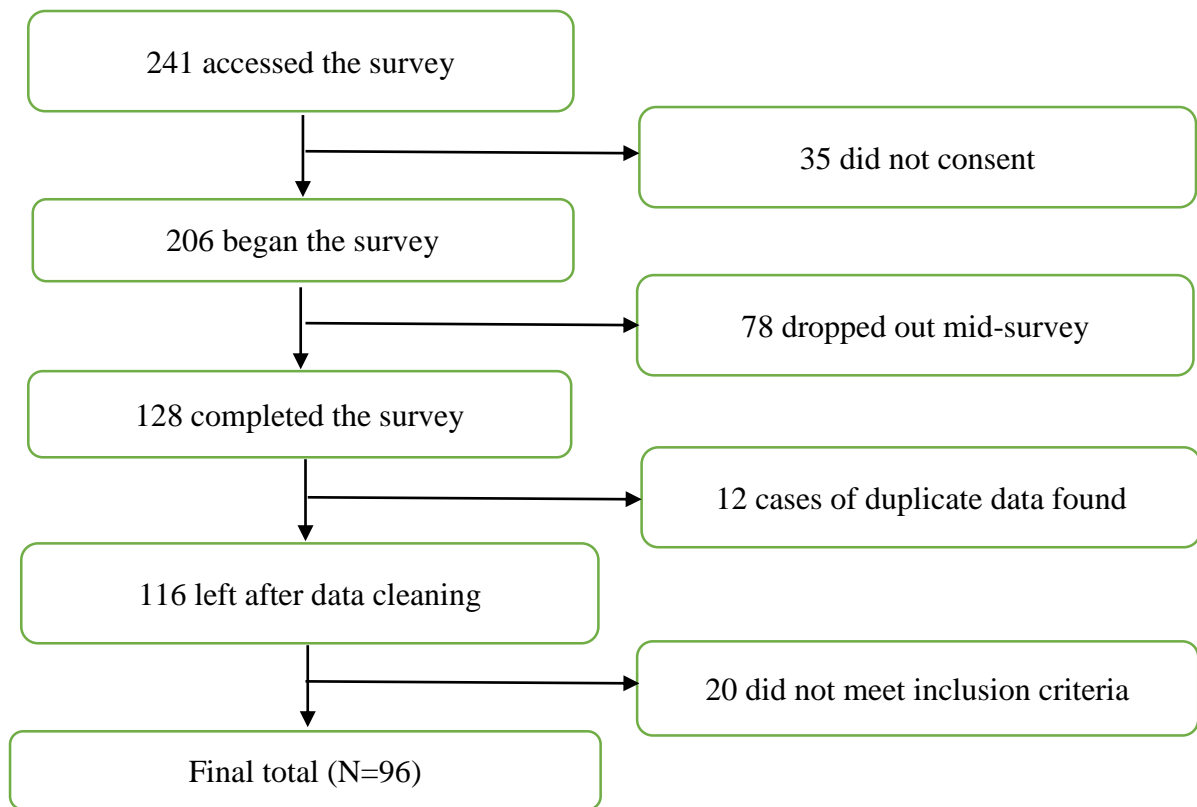 241 accessed the survey
35 did not consent
206 began the survey
78 dropped out mid-survey
128 completed the survey
12 cases of duplicate data found
116 left after data cleaning
20 did not meet inclusion criteria
Final total (N=96)